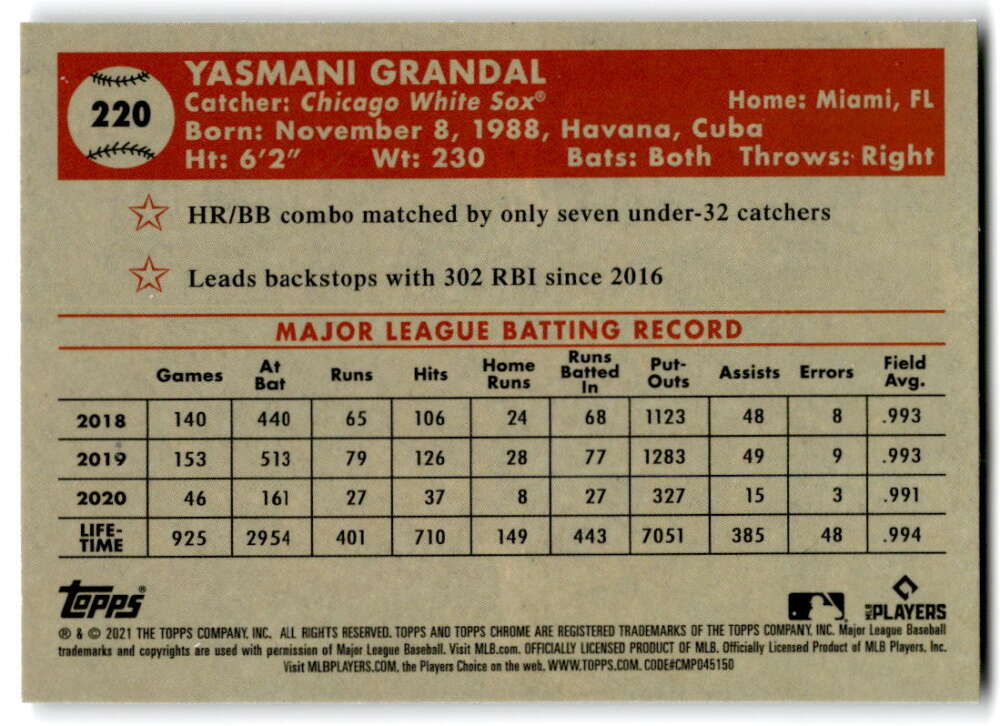 220
YASMANI GRANDAL
Catcher: Chicago White Sox® Home: Miami, FL
Born: November 8, 1988, Havana, Cuba
Ht: 6'2" Wt: 230 Bats: Both Throws: Right
HR/BB combo matched by only seven under-32 catchers
Leads backstops with 302 RBI since 2016
MAJOR LEAGUE BATTING RECORD
Games At Bat Runs Hits Home Runs Runs Batted In Put-Outs Assists Errors Field Avg.
2018 140 440 65 106 24 68 1123 48 8 .993
2019 153 513 79 126 28 77 1283 49 9 .993
2020 46 161 27 37 8 27 327 15 3 .991
LIFE-TIME 925 2954 401 710 149 443 7051 385 48 .994
Topps® MLB PLAYERS
® & © 2021 THE TOPPS COMPANY, INC. ALL RIGHTS RESERVED. TOPPS AND TOPPS CHROME ARE REGISTERED TRADEMARKS OF THE TOPPS COMPANY, INC. Major League Baseball
trademarks and copyrights are used with permission of Major League Baseball. Visit MLB.com. OFFICIALLY LICENSED PRODUCT OF MLB. Officially Licensed Product of MLB Players, Inc.
Visit MLBPLAYERS.COM, the Players Choice on the web. WWW.TOPPS.COM. CODE#CMP045150